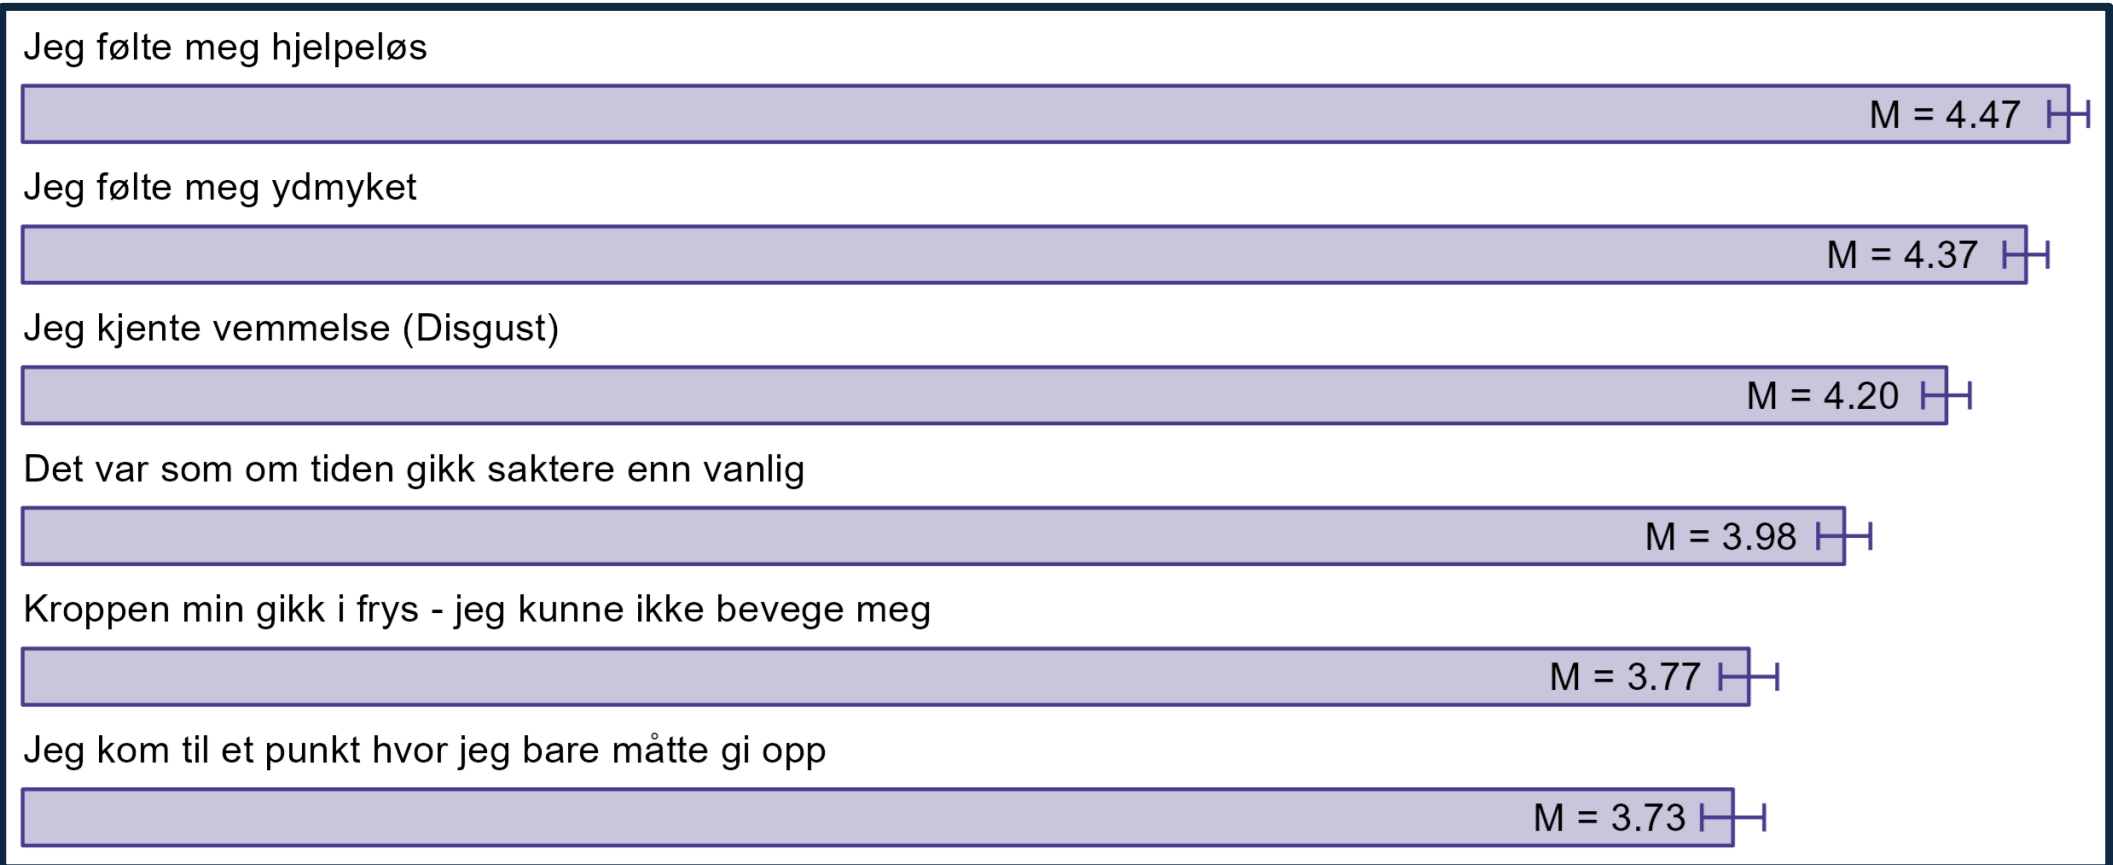 Jeg følte meg hjelpeløs
M = 4.47
Jeg følte meg ydmyket
M = 4.37
Jeg kjente vemmelse (Disgust)
M = 4.20
Det var som om tiden gikk saktere enn vanlig
M = 3.98
Kroppen min gikk i frys - jeg kunne ikke bevege meg
M = 3.77
Jeg kom til et punkt hvor jeg bare måtte gi opp
M = 3.73